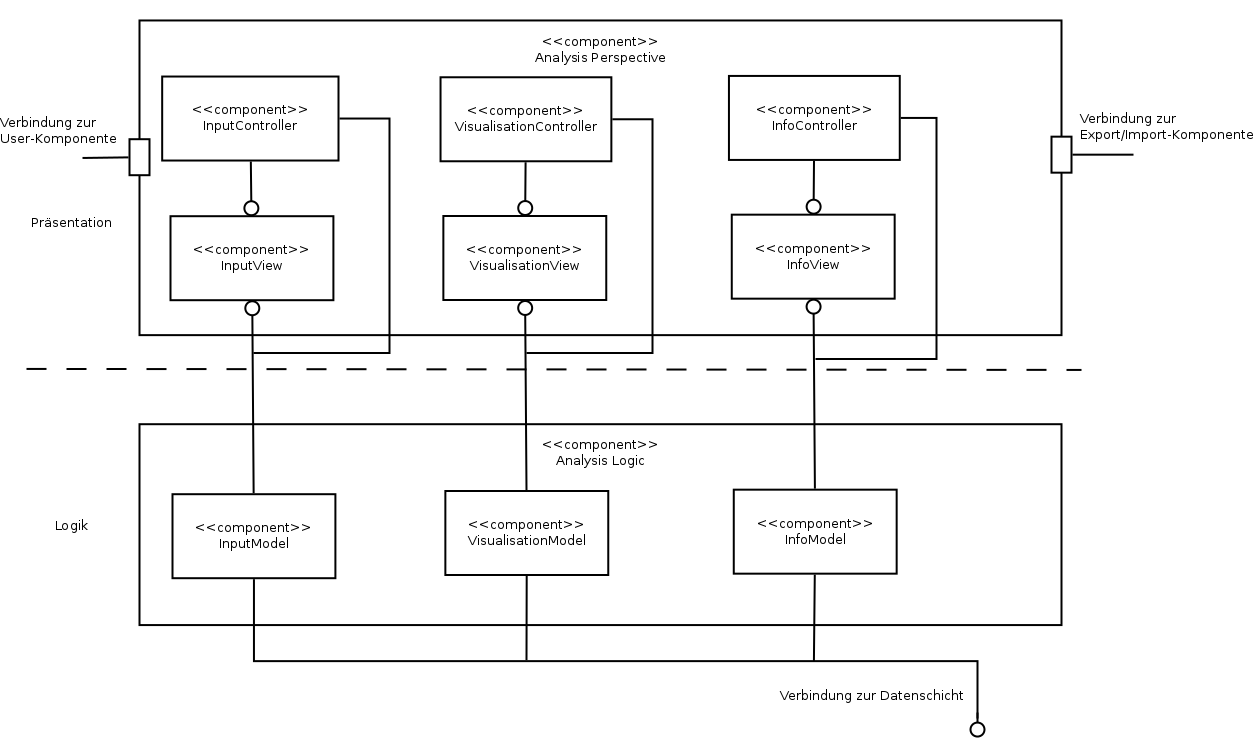 <<component>>
Analysis Perspective
<<component>>
InputController
<<component>>
VisualisationController
<<component>>
InfoController
Verbindung zur
User-Komponente
Verbindung zur
Export/Import-Komponente
Präsentation
<<component>>
InputView
<<component>>
VisualisationView
<<component>>
InfoView
<<component>>
Analysis Logic
Logik
<<component>>
InputModel
<<component>>
VisualisationModel
<<component>>
InfoModel
Verbindung zur Datenschicht